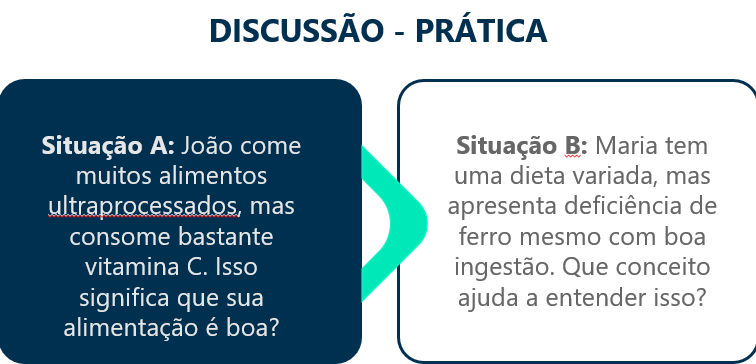 DISCUSSÃO - PRÁTICA
Situação A: João come
muitos alimentos
ultraprocessados, mas
consome bastante
vitamina C. Isso
significa que sua
alimentação é boa?
Situação B: Maria tem
uma dieta variada, mas
apresenta deficiência de
ferro mesmo com boa
ingestão. Que conceito
ajuda a entender isso?